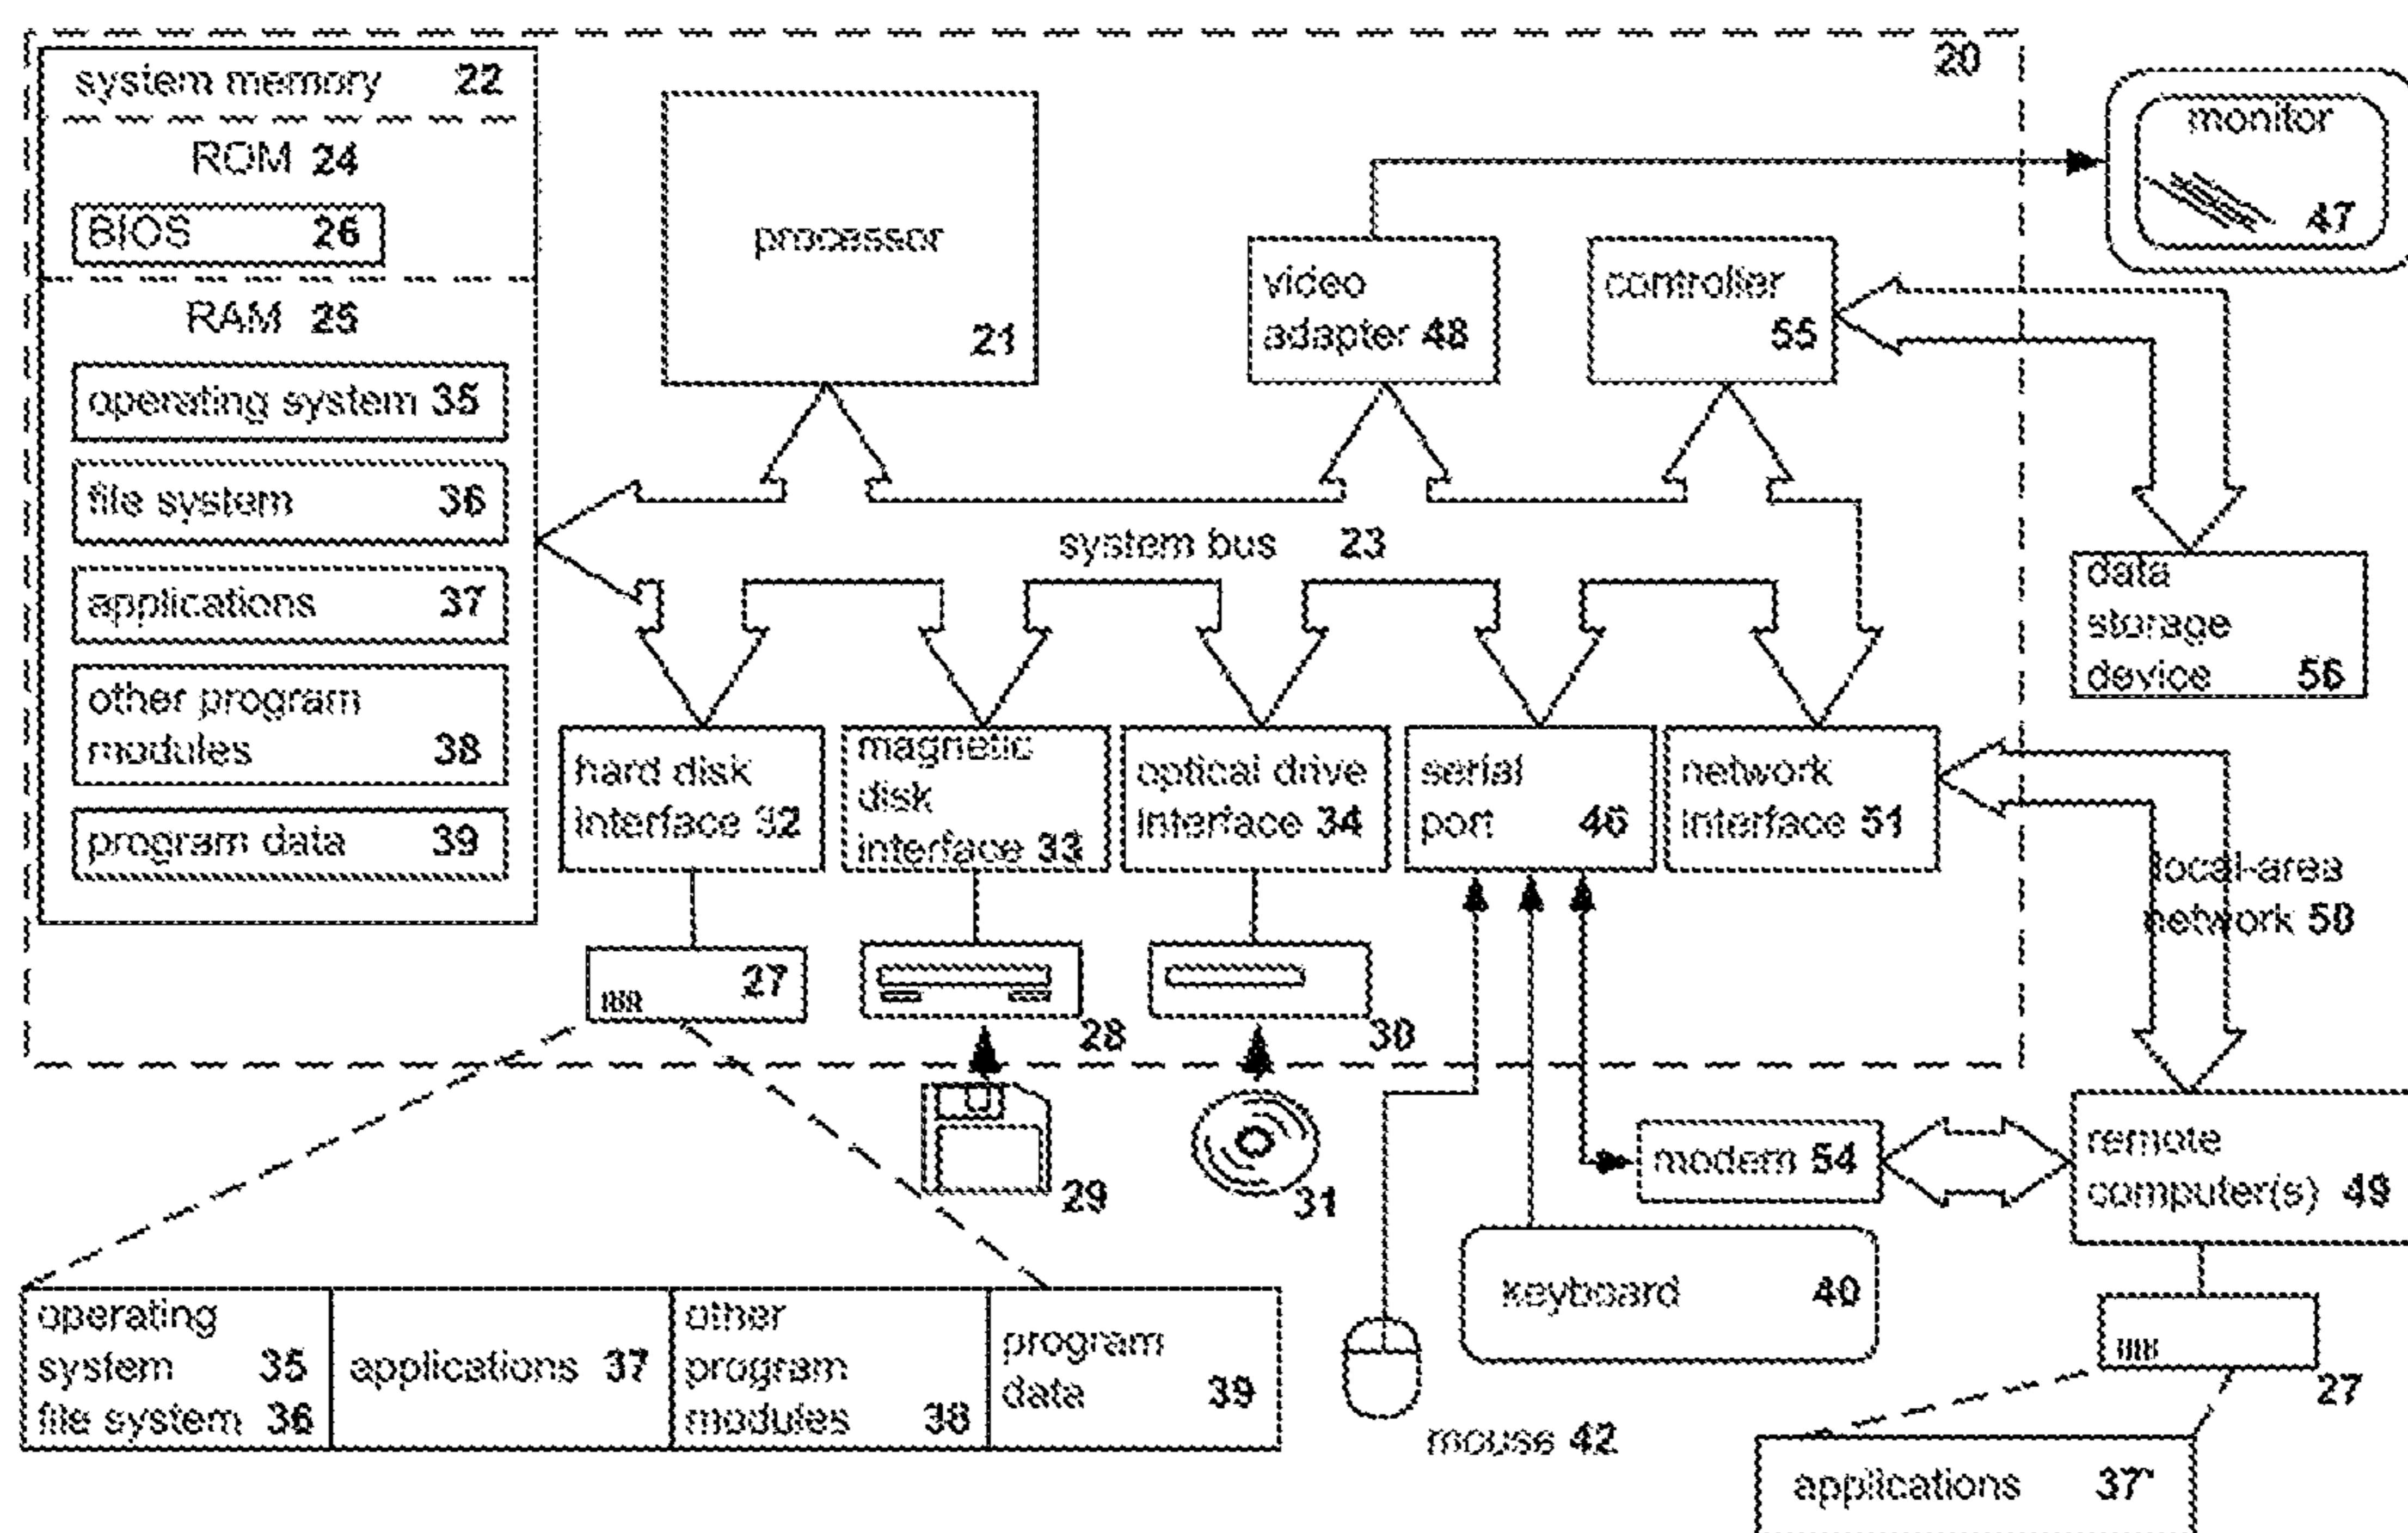 20
system memory 22
ROM 24
BIOS 26
RAM 25
operating system 35
file system 36
applications 37
other program
modules 38
program data 39
processor
21
video
adapter 48
controller
55
monitor
47
system bus 23
data
storage
device 56
hard disk
interface 32
magnetic
disk
interface 33
optical drive
interface 34
serial
port 46
network
interface 51
local-area
network 50
27
28
30
29
31
modem 54
remote
computer(s) 49
keyboard 40
mouse 42
27
operating
system 35
file system 36
applications 37
other
program
modules 38
program
data 39
applications 37'